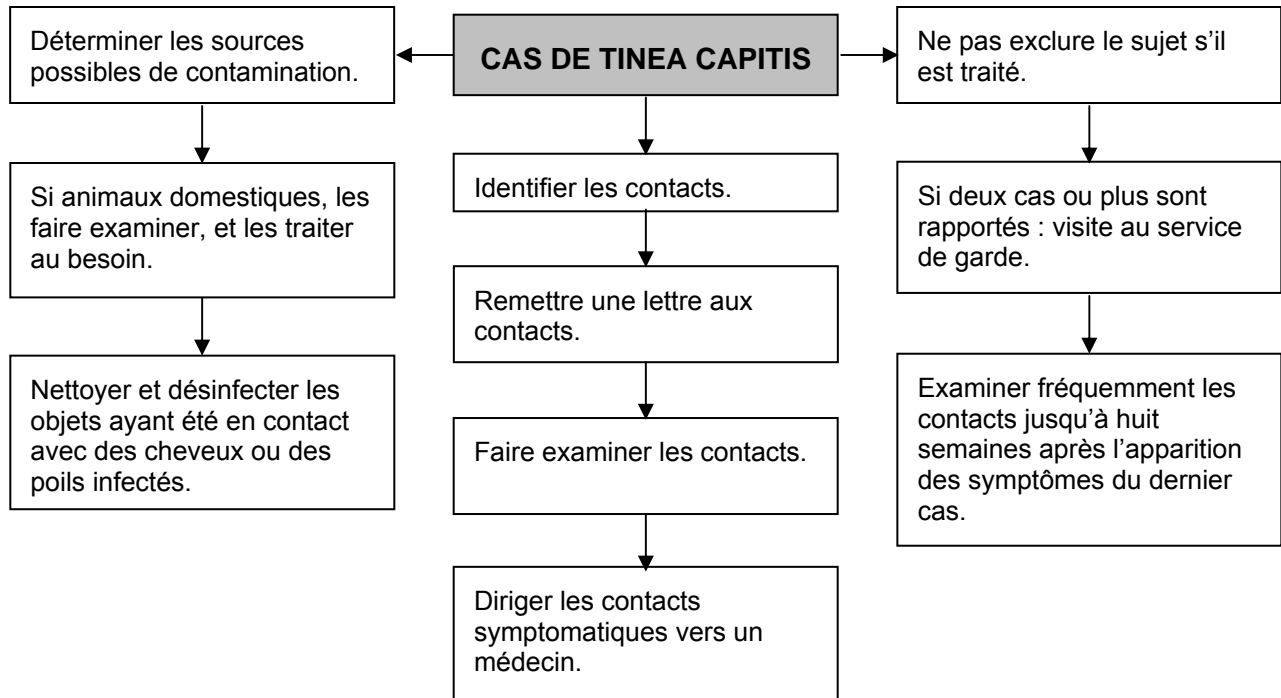 CAS DE TINEA CAPITIS
Déterminer les sources
possibles de contamination.
Si animaux domestiques, les
faire examiner, et les traiter
au besoin.
Nettoyer et désinfecter les
objets ayant été en contact
avec des cheveux ou des
poils infectés.
Identifier les contacts.
Remettre une lettre aux
contacts.
Faire examiner les contacts.
Diriger les contacts
symptomatiques vers un
médecin.
Ne pas exclure le sujet s’il
est traité.
Si deux cas ou plus sont
rapportés : visite au service
de garde.
Examiner fréquemment les
contacts jusqu’à huit
semaines après l’apparition
des symptômes du dernier
cas.